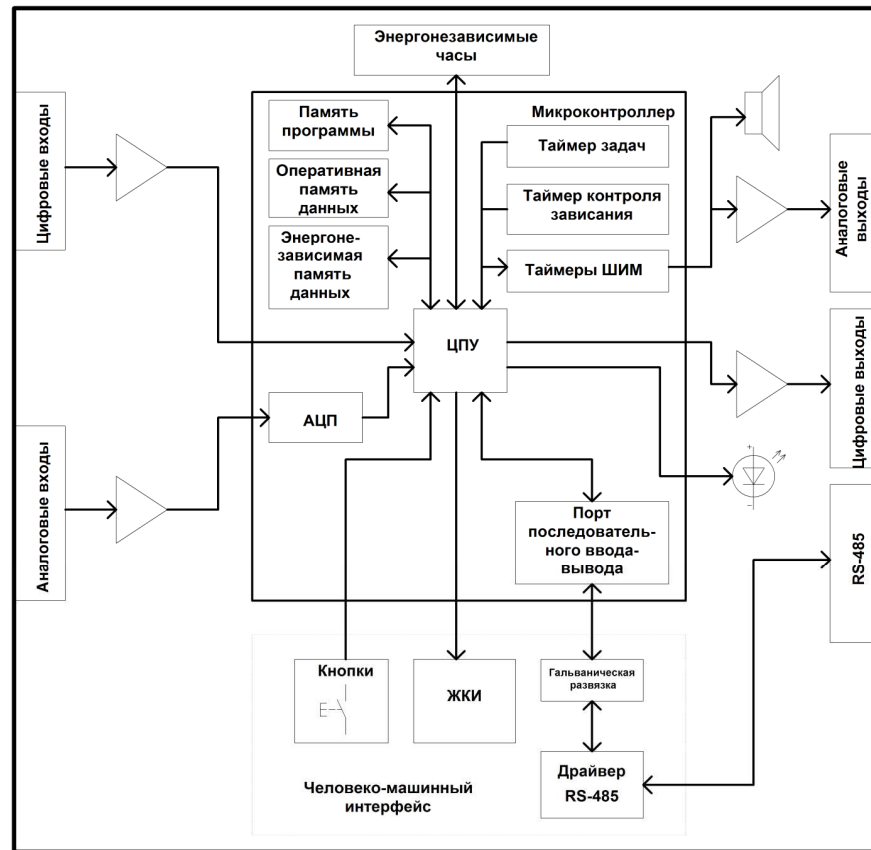 Энергонезависимые
часы
Цифровые входы
Память
программы
Оперативная
память
данных
Энергоне-
зависимая
память
данных
Микроконтроллер
Таймер задач
Таймер контроля
зависания
Таймеры ШИМ
Аналоговые
выходы
ЦПУ
АЦП
Цифровые выходы
+
−
Аналоговые входы
Порт
последователь-
ного ввода-
вывода
RS-485
Кнопки
ЖКИ
Гальваническая
развязка
Драйвер
RS-485
Человеко-машинный
интерфейс